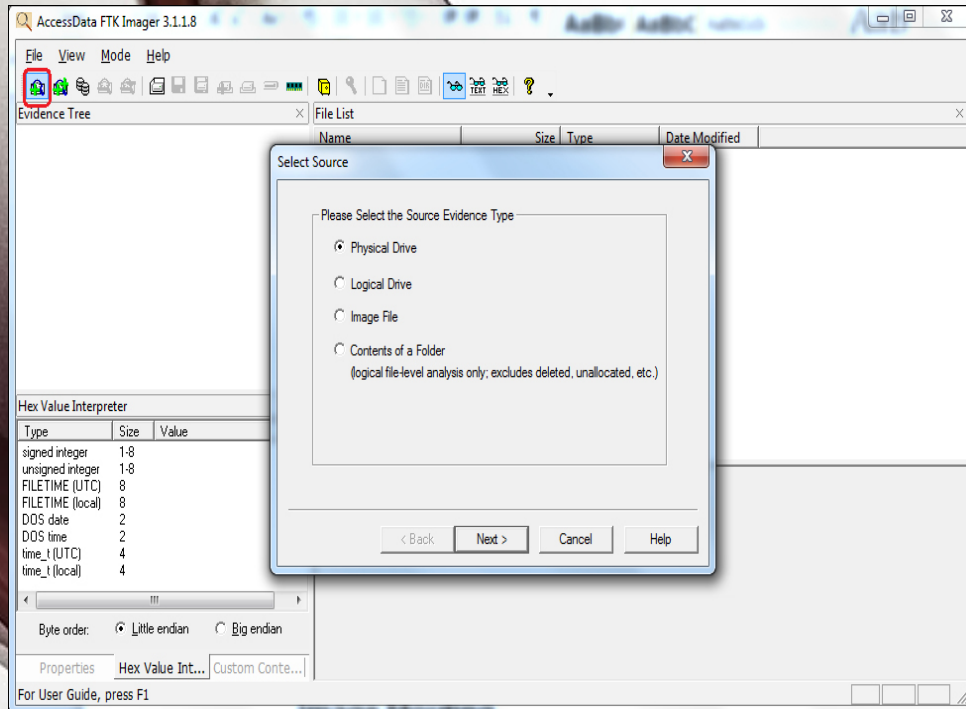 AccessData FTK Imager 3.1.1.8
File View Mode Help
TEXT HEX
Evidence Tree
File List
Name Size Type Date Modified
Select Source
Please Select the Source Evidence Type
Physical Drive
Logical Drive
Image File
Contents of a Folder
(logical file-level analysis only; excludes deleted, unallocated, etc.)
< Back Next > Cancel Help
Hex Value Interpreter
Type Size Value
signed integer 1-8
unsigned integer 1-8
FILETIME (UTC) 8
FILETIME (local) 8
DOS date 2
DOS time 2
time_t (UTC) 4
time_t (local) 4
Byte order: Little endian Big endian
Properties Hex Value Int... Custom Conte...
For User Guide, press F1